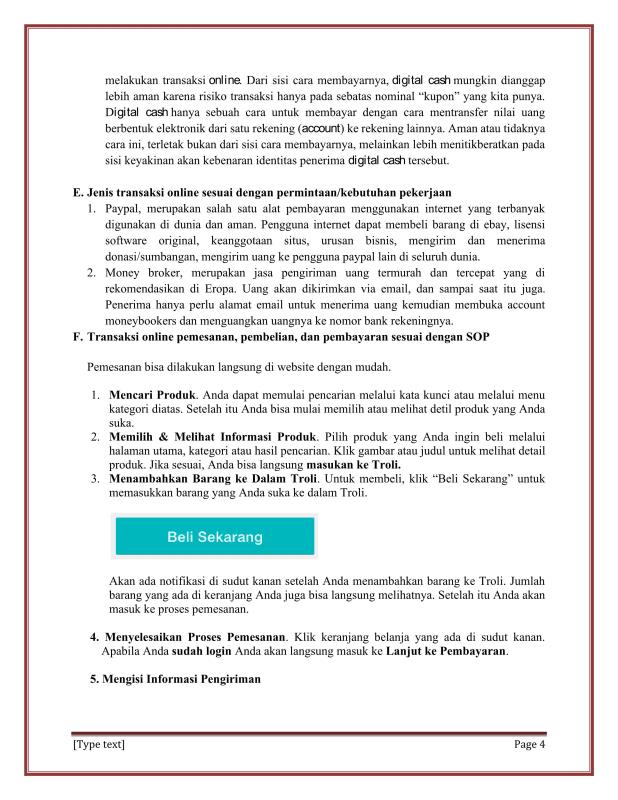 melakukan transaksi online. Dari sisi cara membayarnya, digital cash mungkin dianggap
lebih aman karena risiko transaksi hanya pada sebatas nominal “kupon” yang kita punya.
Digital cash hanya sebuah cara untuk membayar dengan cara mentransfer nilai uang
berbentuk elektronik dari satu rekening (account) ke rekening lainnya. Aman atau tidaknya
cara ini, terletak bukan dari sisi cara membayarnya, melainkan lebih menitikberatkan pada
sisi keyakinan akan kebenaran identitas penerima digital cash tersebut.
E. Jenis transaksi online sesuai dengan permintaan/kebutuhan pekerjaan
1. Paypal, merupakan salah satu alat pembayaran menggunakan internet yang terbanyak
digunakan di dunia dan aman. Pengguna internet dapat membeli barang di ebay, lisensi
software original, keanggotaan situs, urusan bisnis, mengirim dan menerima
donasi/sumbangan, mengirim uang ke pengguna paypal lain di seluruh dunia.
2. Money broker, merupakan jasa pengiriman uang termurah dan tercepat yang di
rekomendasikan di Eropa. Uang akan dikirimkan via email, dan sampai saat itu juga.
Penerima hanya perlu alamat email untuk menerima uang kemudian membuka account
moneybookers dan menguangkan uangnya ke nomor bank rekeningnya.
F. Transaksi online pemesanan, pembelian, dan pembayaran sesuai dengan SOP
Pemesanan bisa dilakukan langsung di website dengan mudah.
1. Mencari Produk. Anda dapat memulai pencarian melalui kata kunci atau melalui menu
kategori diatas. Setelah itu Anda bisa mulai memilih atau melihat detil produk yang Anda
suka.
2. Memilih & Melihat Informasi Produk. Pilih produk yang Anda ingin beli melalui
halaman utama, kategori atau hasil pencarian. Klik gambar atau judul untuk melihat detail
produk. Jika sesuai, Anda bisa langsung masukan ke Troli.
3. Menambahkan Barang ke Dalam Troli. Untuk membeli, klik “Beli Sekarang” untuk
memasukkan barang yang Anda suka ke dalam Troli.
Beli Sekarang
Akan ada notifikasi di sudut kanan setelah Anda menambahkan barang ke Troli. Jumlah
barang yang ada di keranjang Anda juga bisa langsung melihatnya. Setelah itu Anda akan
masuk ke proses pemesanan.
4. Menyelesaikan Proses Pemesanan. Klik keranjang belanja yang ada di sudut kanan.
Apabila Anda sudah login Anda akan langsung masuk ke Lanjut ke Pembayaran.
5. Mengisi Informasi Pengiriman
[Type text] Page 4